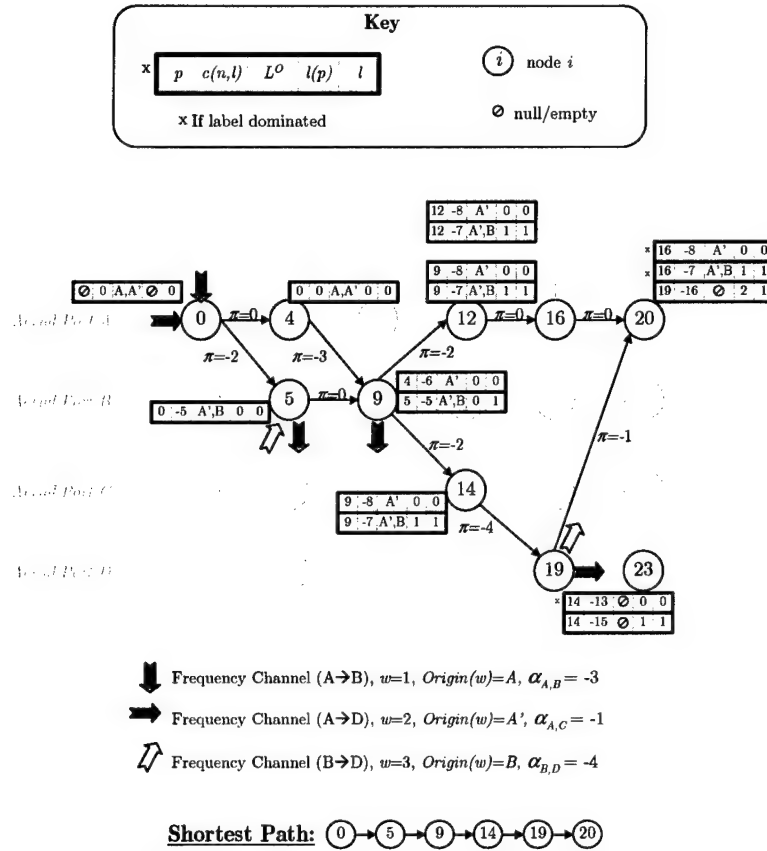 Key
x p c(n,l) L^O l(p) l
i node i
x If label dominated
⊘ null/empty
12 -8 A' 0 0
12 -7 A',B 1 1
x 16 -8 A' 0 0
x 16 -7 A',B 1 1
19 -16 ⊘ 2 1
9 -8 A' 0 0
9 -7 A',B 1 1
⊘ 0 A,A' ⊘ 0
0 0 A,A' 0 0
0 π=0 4 12 π=0 16 π=0 20
π=-2 π=-3 π=-2
4 -6 A' 0 0
5 -5 A',B 0 1
0 -5 A',B 0 0
5 π=0 9
π=-2 π=-1
9 -8 A' 0 0
9 -7 A',B 1 1
14
π=-4
19 23
x 14 -13 ⊘ 0 0
14 -15 ⊘ 1 1
Frequency Channel (A→B), w=1, Origin(w)=A, α_{A,B} = -3
Frequency Channel (A→D), w=2, Origin(w)=A', α_{A,C} = -1
Frequency Channel (B→D), w=3, Origin(w)=B, α_{B,D} = -4
Shortest Path: 0→5→9→14→19→20